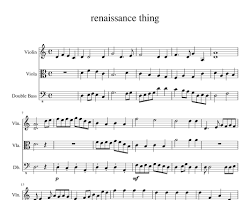 renaissance thing
Violin
Viola
Double Bass
Vln.
Vla.
Db.
p
mf
Vln.